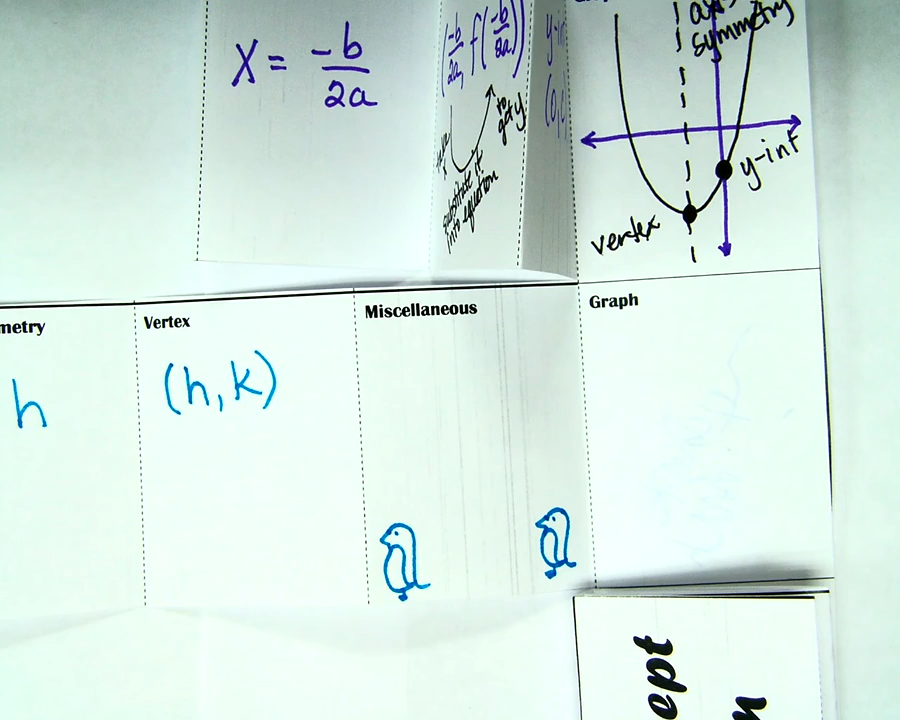 X = -b/2a
(-b/2a, f(-b/2a))
to
get y
substitute it
into equation
y-int
axis
symmetry
y-int
vertex
metry
Vertex
Miscellaneous
Graph
h
(h, k)
ept